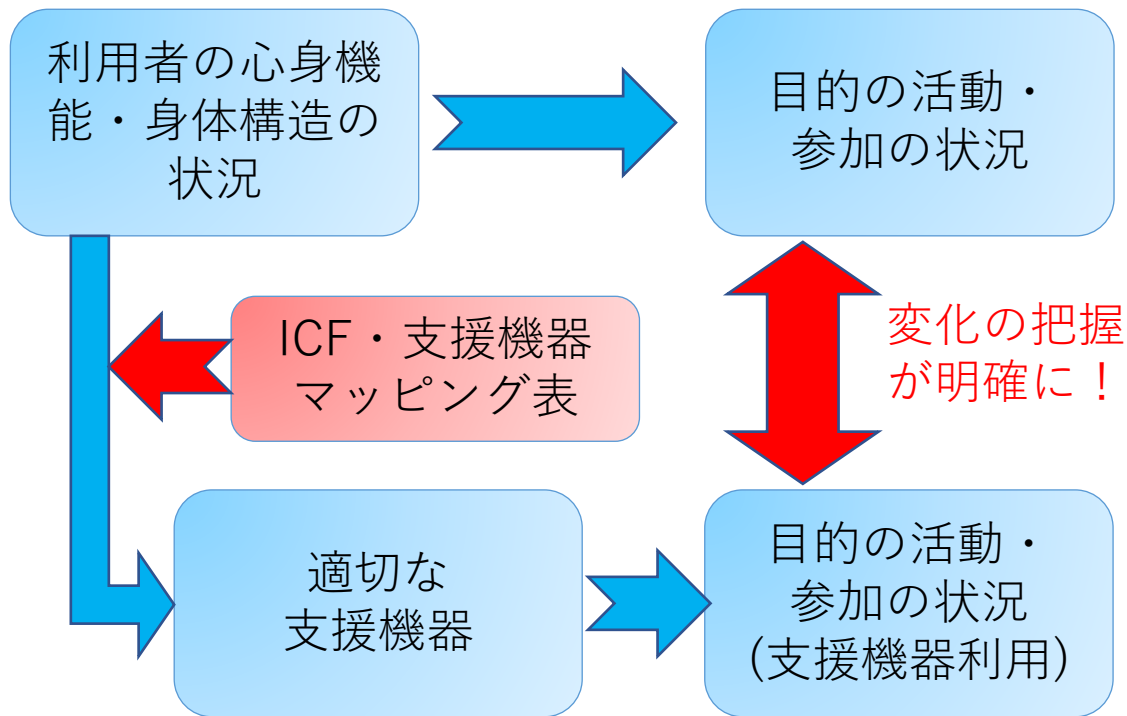 利用者の心身機
能・身体構造の
状況
目的の活動・
参加の状況
ICF・支援機器
マッピング表
変化の把握
が明確に！
適切な
支援機器
目的の活動・
参加の状況
(支援機器利用)